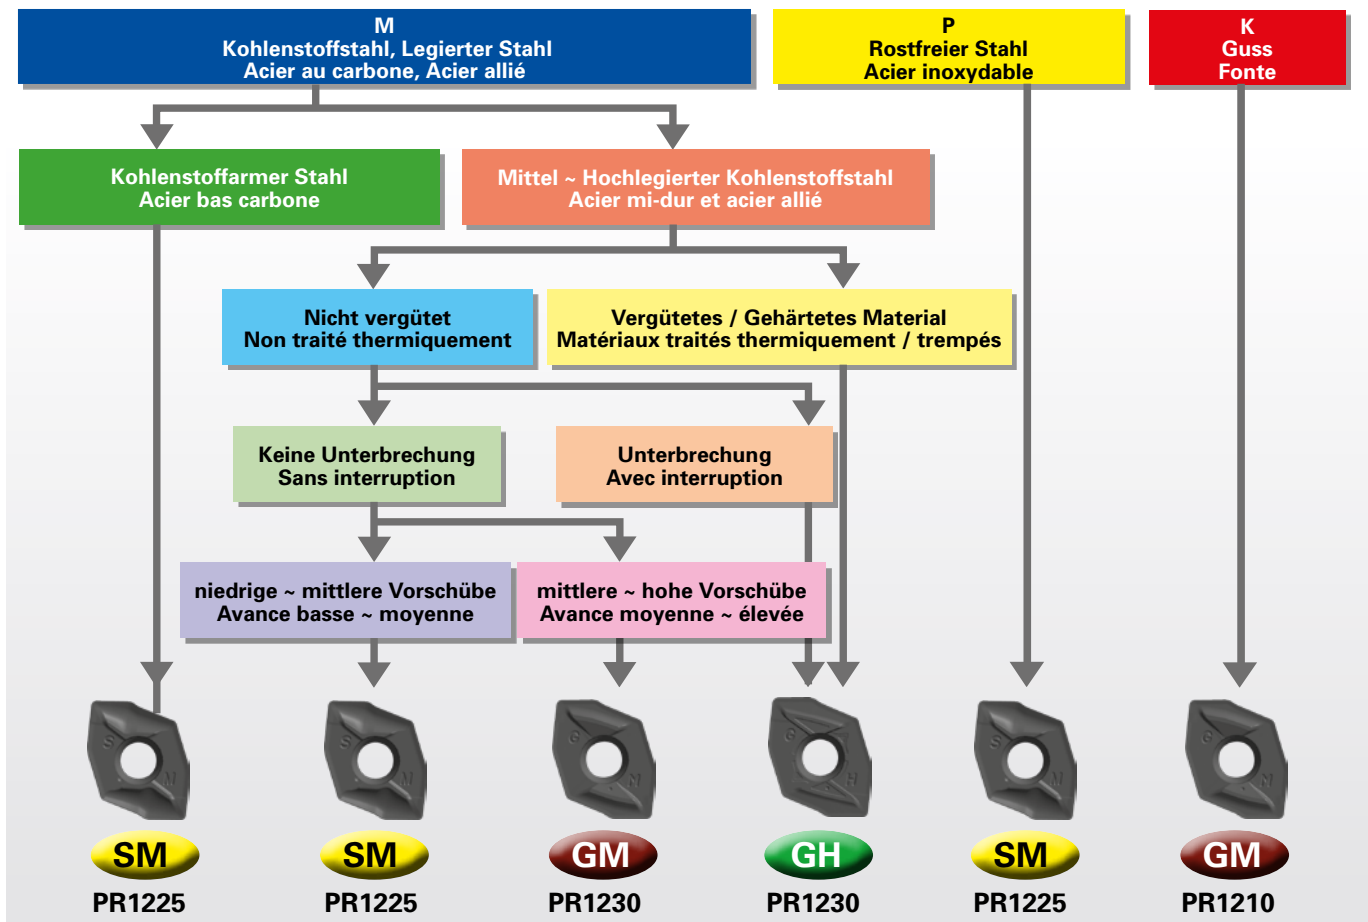 M
Kohlenstoffstahl, Legierter Stahl
Acier au carbone, Acier allié
P
Rostfreier Stahl
Acier inoxydable
K
Guss
Fonte
Kohlenstoffarmer Stahl
Acier bas carbone
Mittel ~ Hochlegierter Kohlenstoffstahl
Acier mi-dur et acier allié
Nicht vergütet
Non traité thermiquement
Vergütetes / Gehärtetes Material
Matériaux traités thermiquement / trempés
Keine Unterbrechung
Sans interruption
Unterbrechung
Avec interruption
niedrige ~ mittlere Vorschübe
Avance basse ~ moyenne
mittlere ~ hohe Vorschübe
Avance moyenne ~ élevée
S M
S M
G M
G H
S M
G M
SM
SM
GM
GH
SM
GM
PR1225
PR1225
PR1230
PR1230
PR1225
PR1210